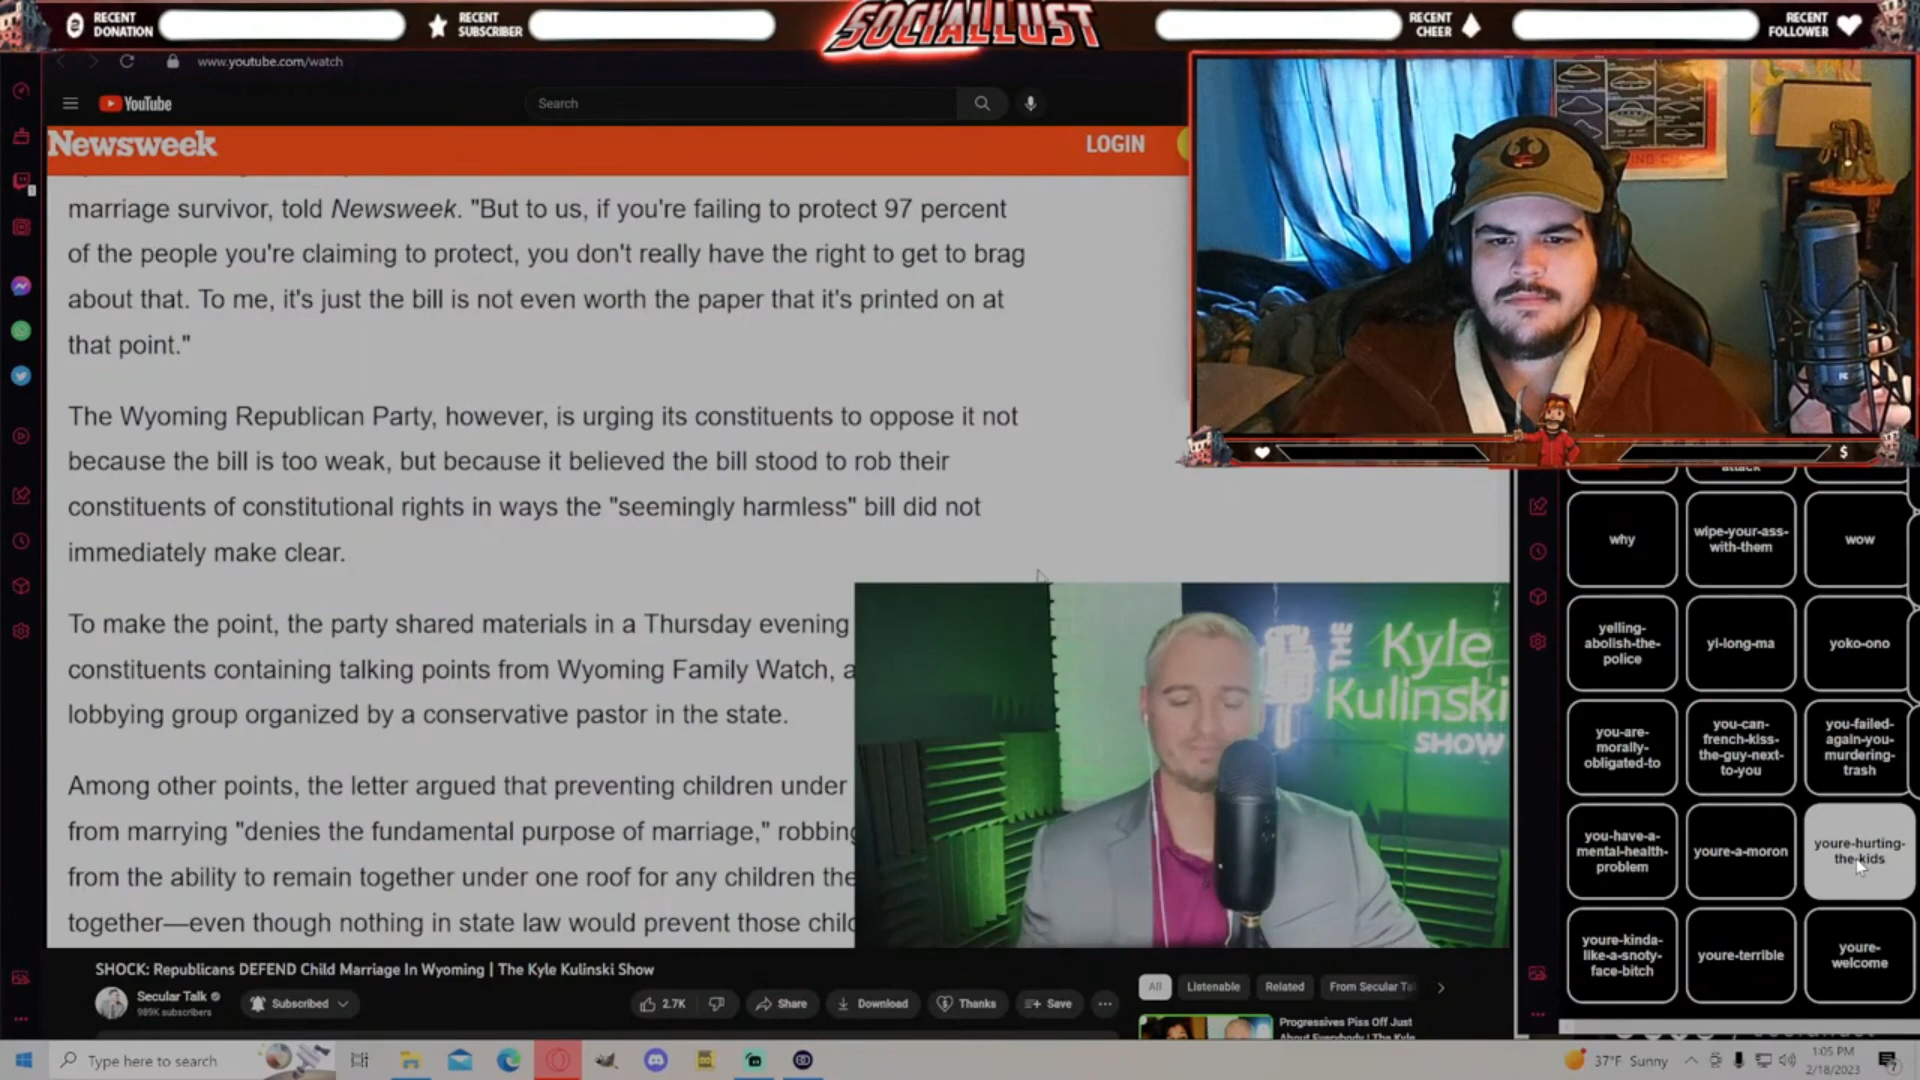 RECENT
DONATION
RECENT
SUBSCRIBER
SOCIALLUST
RECENT
CHEER
RECENT
FOLLOWER
www.youtube.com/watch
YouTube
Search
Newsweek
LOGIN
marriage survivor, told Newsweek. "But to us, if you're failing to protect 97 percent
of the people you're claiming to protect, you don't really have the right to get to brag
about that. To me, it's just the bill is not even worth the paper that it's printed on at
that point."
The Wyoming Republican Party, however, is urging its constituents to oppose it not
because the bill is too weak, but because it believed the bill stood to rob their
constituents of constitutional rights in ways the "seemingly harmless" bill did not
immediately make clear.
To make the point, the party shared materials in a Thursday evening
constituents containing talking points from Wyoming Family Watch, a
lobbying group organized by a conservative pastor in the state.
Among other points, the letter argued that preventing children under
from marrying "denies the fundamental purpose of marriage," robbing
from the ability to remain together under one roof for any children the
together—even though nothing in state law would prevent those child
THE
Kyle
Kulinski
SHOW
attack
why
wipe-your-ass-
with-them
wow
yelling-
abolish-the-
police
yi-long-ma
yoko-ono
you-are-
morally-
obligated-to
you-can-
french-kiss-
the-guy-next-
to-you
you-failed-
again-you-
murdering-
trash
you-have-a-
mental-health-
problem
youre-a-moron
youre-hurting-
the-kids
youre-kinda-
like-a-snoty-
face-bitch
youre-terrible
youre-
welcome
SHOCK: Republicans DEFEND Child Marriage In Wyoming | The Kyle Kulinski Show
Secular Talk
989K subscribers
Subscribed
2.7K
Share
Download
Thanks
Save
All
Listenable
Related
From Secular Ta
Progressives Piss Off Just
About Everybody | The Kyle
Type here to search
37°F Sunny
1:05 PM
2/18/2023